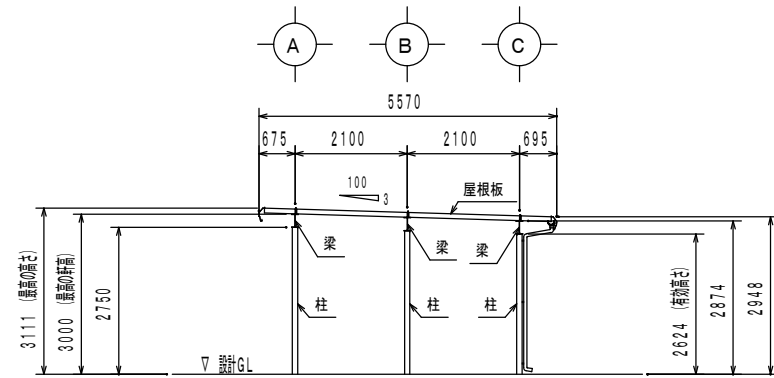 A
B
C
5570
675
2100
2100
695
100
3
屋根板
梁
梁
梁
柱
柱
柱
3111 (最高の高さ)
3000 (最高の軒高)
2750
2624 (有効高さ)
2874
2948
▽ 設計GL